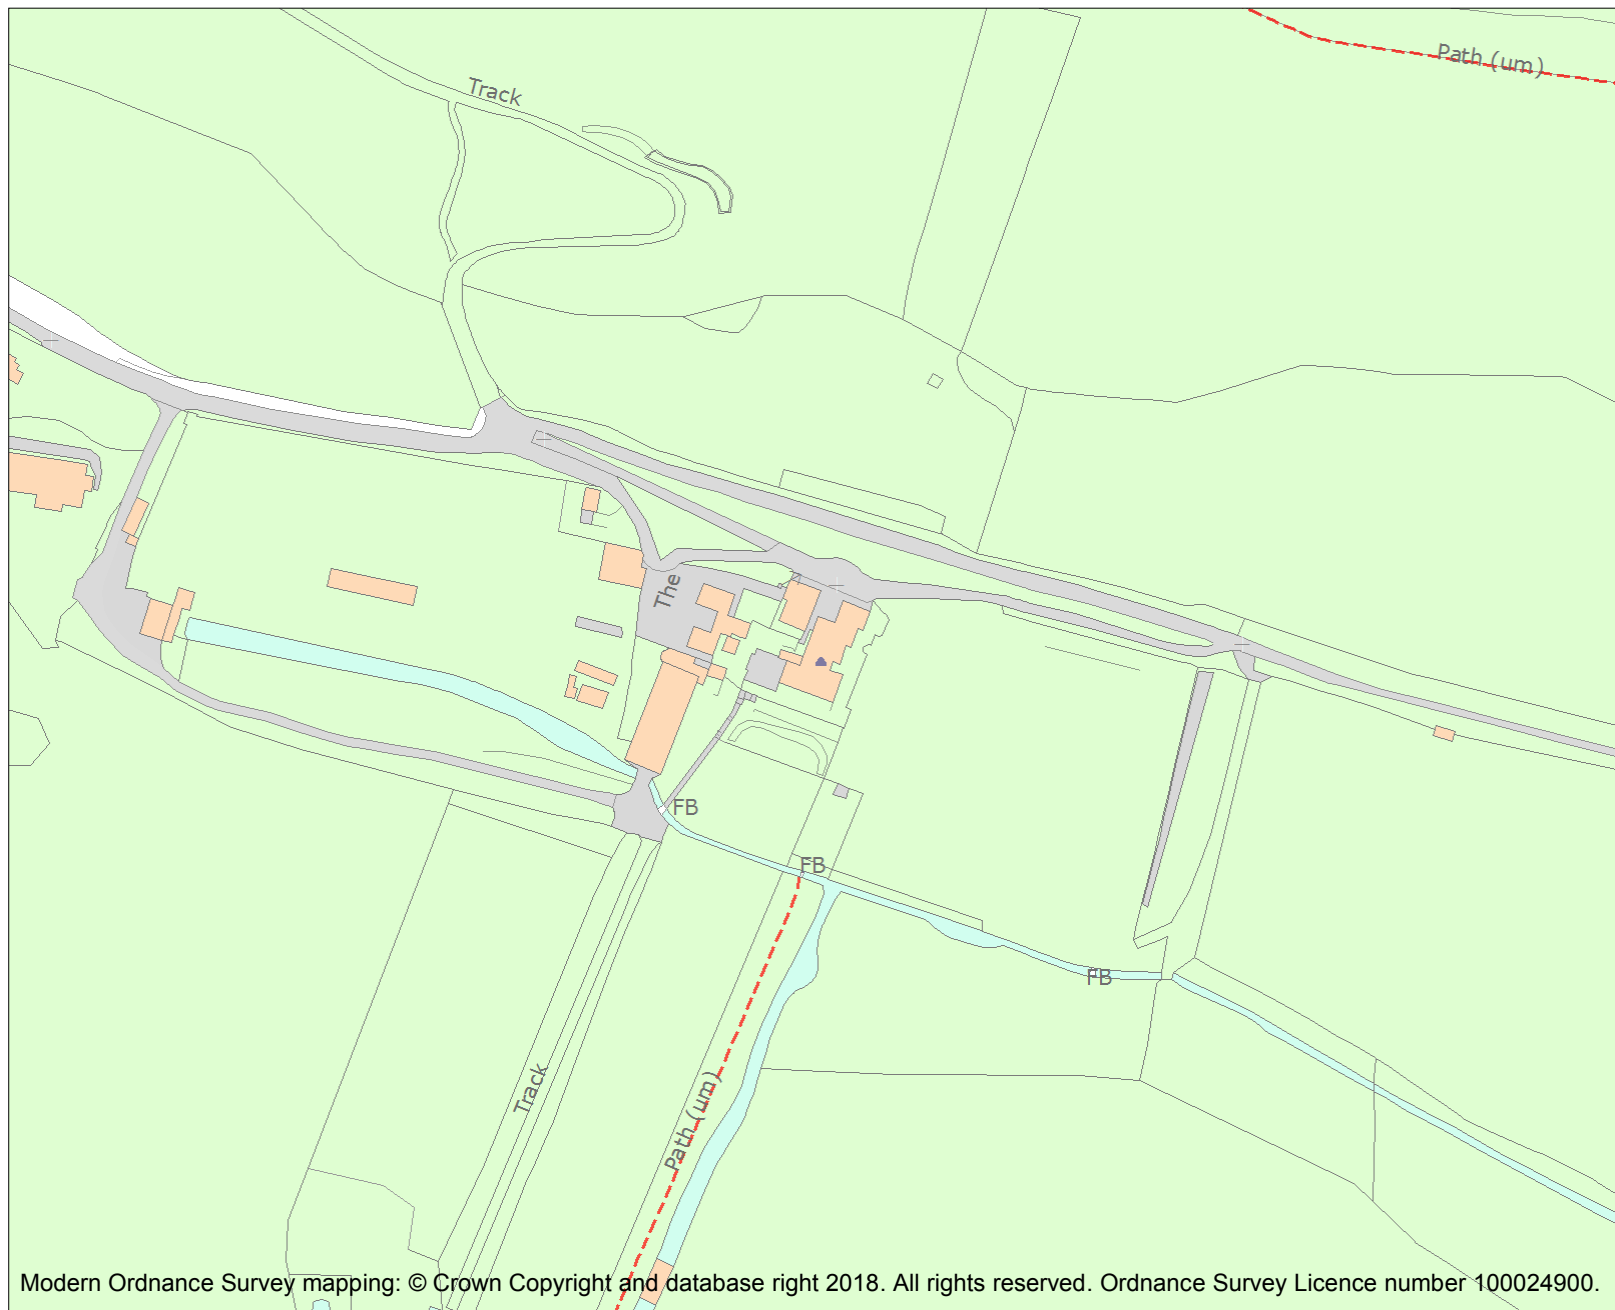 Path (um)
Track
The
FB
FB
FB
Track
Path (um)
Modern Ordnance Survey mapping: © Crown Copyright and database right 2018. All rights reserved. Ordnance Survey Licence number 100024900.